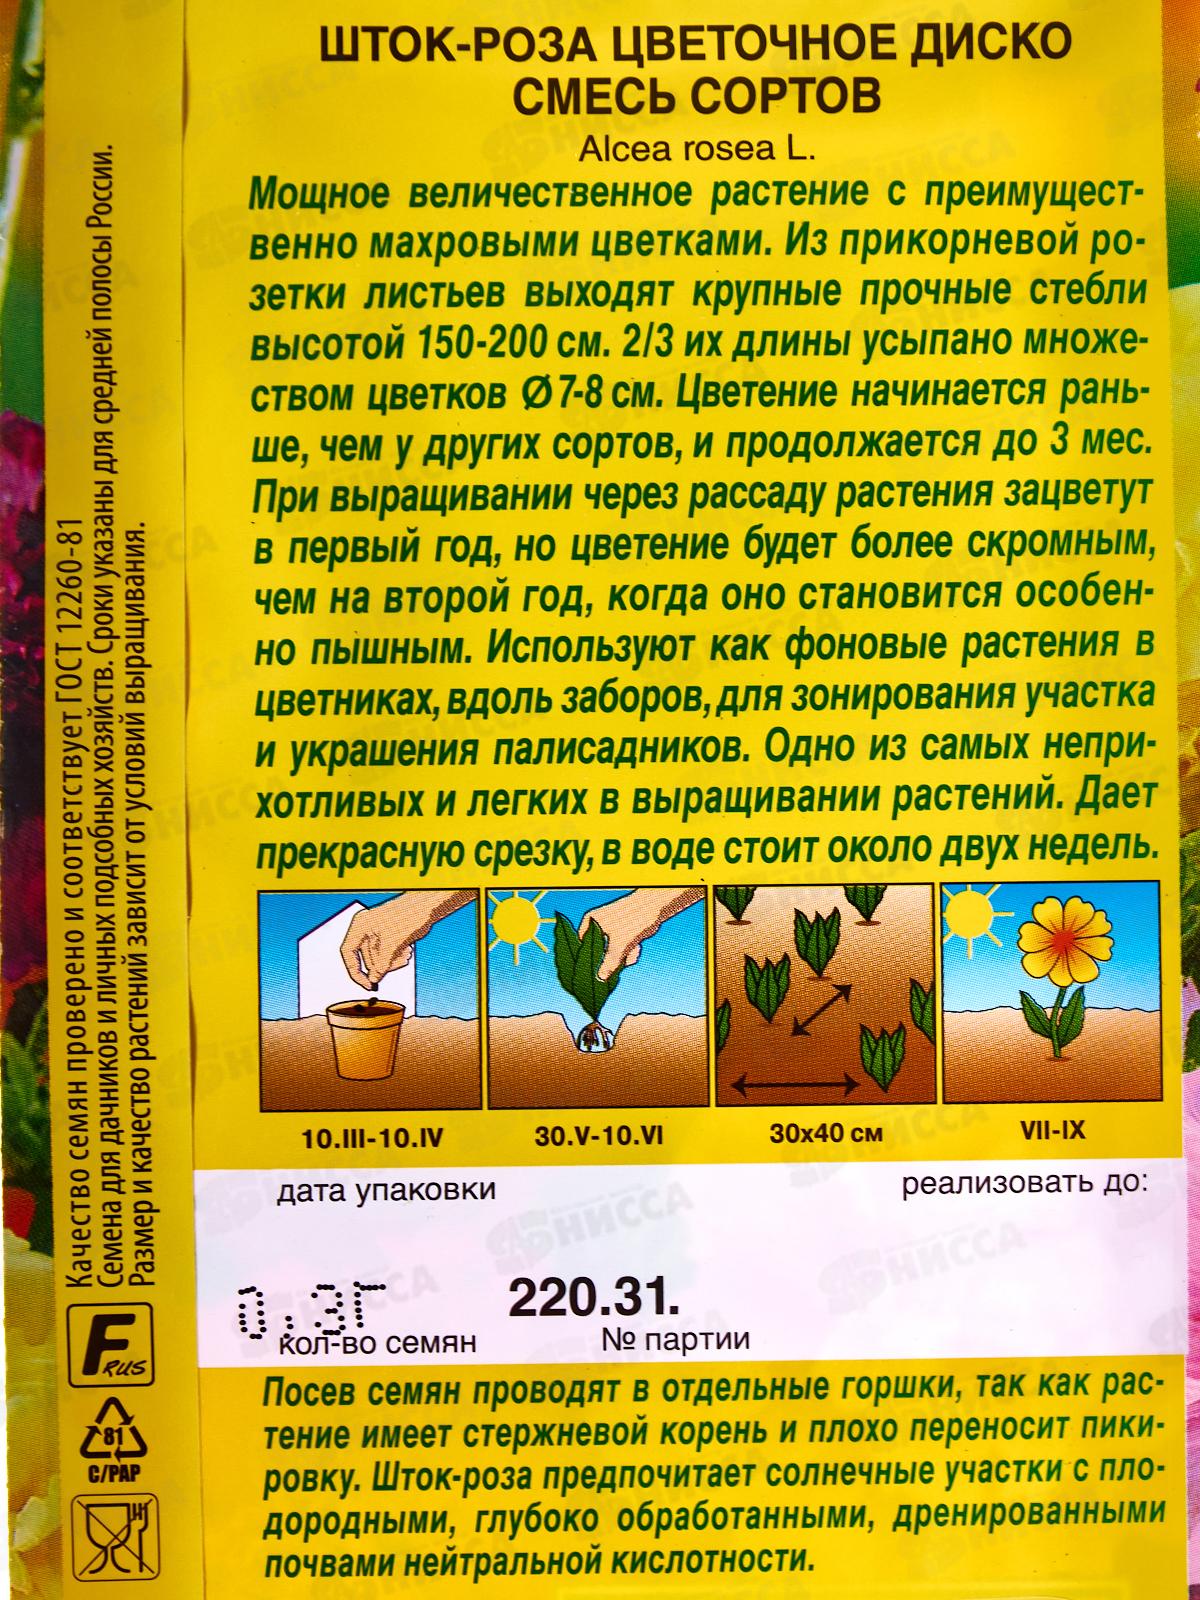 ШТОК-РОЗА ЦВЕТОЧНОЕ ДИСКО
СМЕСЬ СОРТОВ
Alcea rosea L.
Мощное величественное растение с преимущест-
венно махровыми цветками. Из прикорневой ро-
зетки листьев выходят крупные прочные стебли
высотой 150-200 см. 2/3 их длины усыпано множе-
ством цветков Ø 7-8 см. Цветение начинается рань-
ше, чем у других сортов, и продолжается до 3 мес.
При выращивании через рассаду растения зацветут
в первый год, но цветение будет более скромным,
чем на второй год, когда оно становится особен-
но пышным. Используют как фоновые растения в
цветниках, вдоль заборов, для зонирования участка
и украшения палисадников. Одно из самых непри-
хотливых и легких в выращивании растений. Дает
прекрасную срезку, в воде стоит около двух недель.
10.III-10.IV
30.V-10.VI
30x40 см
VII-IX
дата упаковки
реализовать до:
0.3г
220.31.
кол-во семян
№ партии
Посев семян проводят в отдельные горшки, так как рас-
тение имеет стержневой корень и плохо переносит пики-
ровку. Шток-роза предпочитает солнечные участки с пло-
дородными, глубоко обработанными, дренированными
почвами нейтральной кислотности.
Качество семян проверено и соответствует ГОСТ 12260-81
Семена для дачников и личных подсобных хозяйств. Сроки указаны для средней полосы России.
Размер и качество растений зависит от условий выращивания.
F RUS
81
C/PAP
НИССА